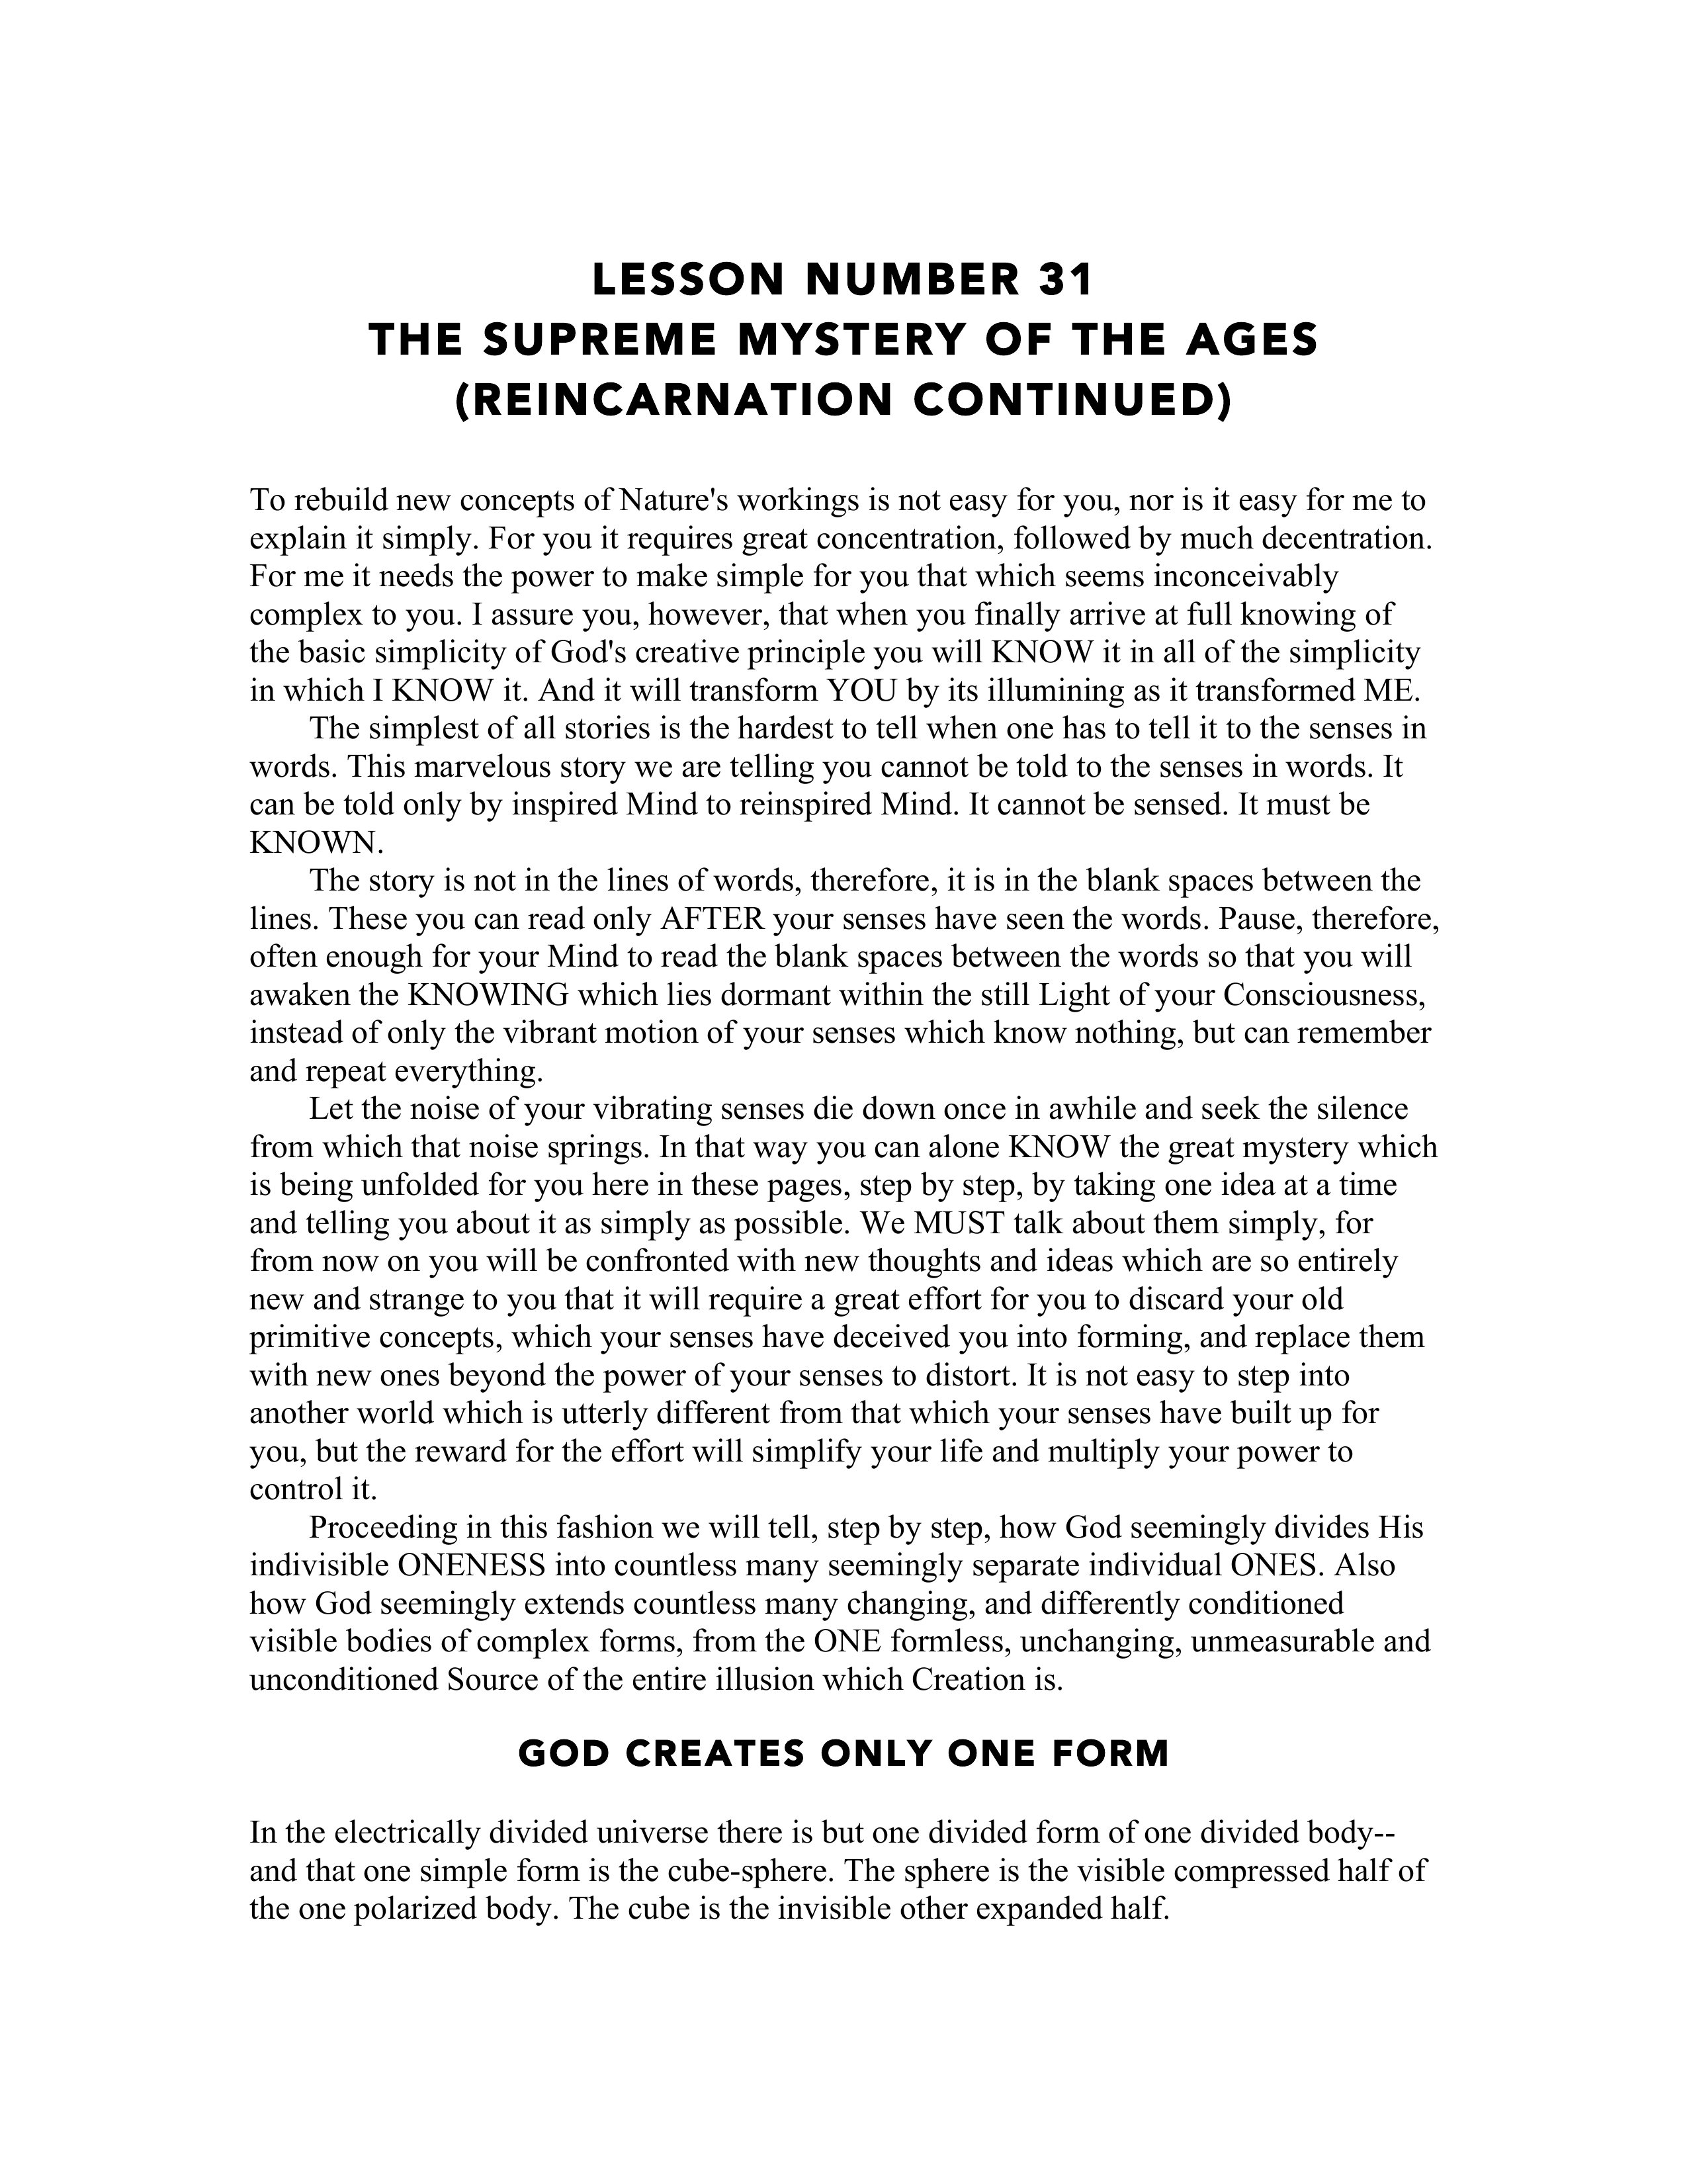 LESSON NUMBER 31
THE SUPREME MYSTERY OF THE AGES
(REINCARNATION CONTINUED)
To rebuild new concepts of Nature's workings is not easy for you, nor is it easy for me to
explain it simply. For you it requires great concentration, followed by much decentration.
For me it needs the power to make simple for you that which seems inconceivably
complex to you. I assure you, however, that when you finally arrive at full knowing of
the basic simplicity of God's creative principle you will KNOW it in all of the simplicity
in which I KNOW it. And it will transform YOU by its illumining as it transformed ME.
The simplest of all stories is the hardest to tell when one has to tell it to the senses in
words. This marvelous story we are telling you cannot be told to the senses in words. It
can be told only by inspired Mind to reinspired Mind. It cannot be sensed. It must be
KNOWN.
The story is not in the lines of words, therefore, it is in the blank spaces between the
lines. These you can read only AFTER your senses have seen the words. Pause, therefore,
often enough for your Mind to read the blank spaces between the words so that you will
awaken the KNOWING which lies dormant within the still Light of your Consciousness,
instead of only the vibrant motion of your senses which know nothing, but can remember
and repeat everything.
Let the noise of your vibrating senses die down once in awhile and seek the silence
from which that noise springs. In that way you can alone KNOW the great mystery which
is being unfolded for you here in these pages, step by step, by taking one idea at a time
and telling you about it as simply as possible. We MUST talk about them simply, for
from now on you will be confronted with new thoughts and ideas which are so entirely
new and strange to you that it will require a great effort for you to discard your old
primitive concepts, which your senses have deceived you into forming, and replace them
with new ones beyond the power of your senses to distort. It is not easy to step into
another world which is utterly different from that which your senses have built up for
you, but the reward for the effort will simplify your life and multiply your power to
control it.
Proceeding in this fashion we will tell, step by step, how God seemingly divides His
indivisible ONENESS into countless many seemingly separate individual ONES. Also
how God seemingly extends countless many changing, and differently conditioned
visible bodies of complex forms, from the ONE formless, unchanging, unmeasurable and
unconditioned Source of the entire illusion which Creation is.
GOD CREATES ONLY ONE FORM
In the electrically divided universe there is but one divided form of one divided body--
and that one simple form is the cube-sphere. The sphere is the visible compressed half of
the one polarized body. The cube is the invisible other expanded half.